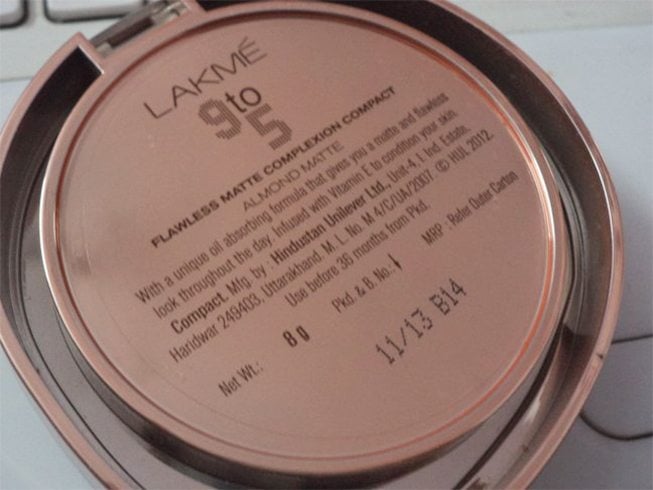 LAKMÉ
9to5
FLAWLESS MATTE COMPLEXION COMPACT
ALMOND MATTE
With a unique oil absorbing formula that gives you a matte and flawless
look throughout the day. Infused with Vitamin E to condition your skin.
Compact. Mfg. by : Hindustan Unilever Ltd., Unit-4, I. Ind. Estate,
Haridwar 249403, Uttarakhand. M. L. No. M 4/C/UA/2007. © HUL 2012.
Use before 36 months from Pkd.
MRP : Refer Outer Carton
Net Wt.: 8 g Pkd. & B. No.
11/13 B14